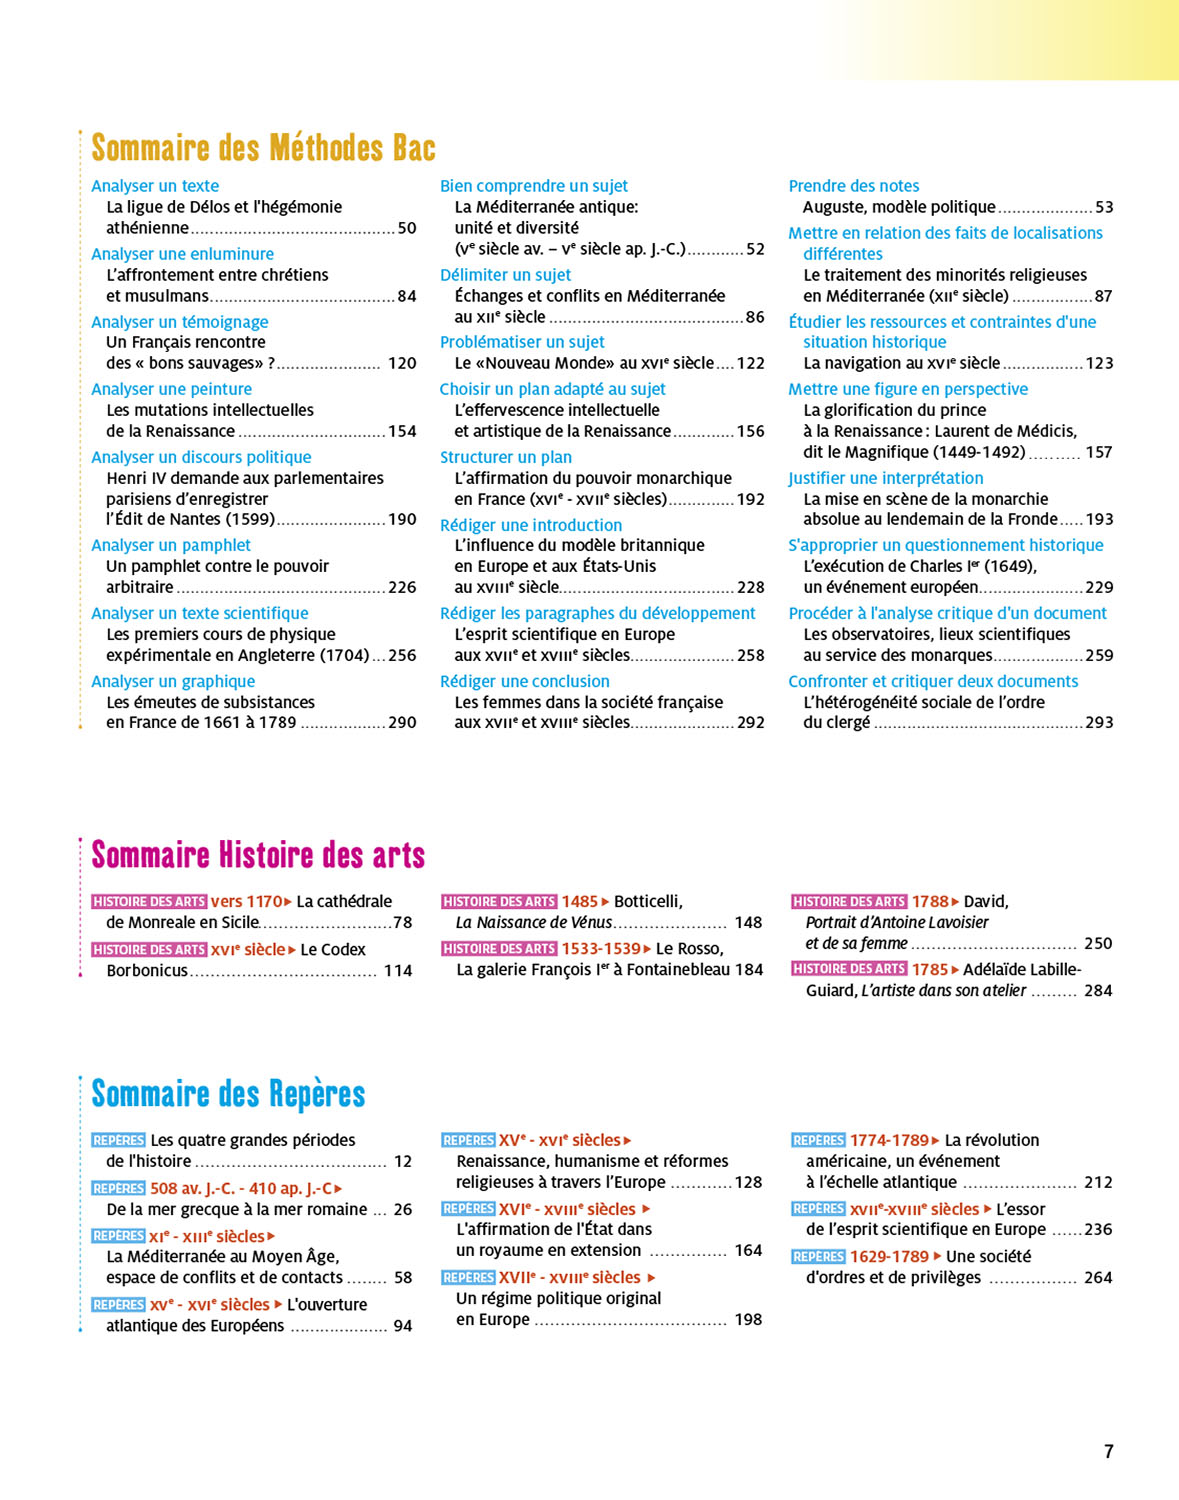 Sommaire des Méthodes Bac
Analyser un texte
La ligue de Délos et l'hégémonie
athénienne..........................................50
Analyser une enluminure
L’affrontement entre chrétiens
et musulmans......................................84
Analyser un témoignage
Un Français rencontre
des « bons sauvages» ?...................... 120
Analyser une peinture
Les mutations intellectuelles
de la Renaissance ...............................154
Analyser un discours politique
Henri IV demande aux parlementaires
parisiens d’enregistrer
l’Édit de Nantes (1599).......................190
Analyser un pamphlet
Un pamphlet contre le pouvoir
arbitraire ............................................226
Analyser un texte scientifique
Les premiers cours de physique
expérimentale en Angleterre (1704)...256
Analyser un graphique
Les émeutes de subsistances
en France de 1661 à 1789 ..................290
Bien comprendre un sujet
La Méditerranée antique:
unité et diversité
(Ve siècle av. – Ve siècle ap. J.-C.)............52
Délimiter un sujet
Échanges et conflits en Méditerranée
au XIIe siècle .........................................86
Problématiser un sujet
Le «Nouveau Monde» au XVIe siècle....122
Choisir un plan adapté au sujet
L’effervescence intellectuelle
et artistique de la Renaissance.............156
Structurer un plan
L’affirmation du pouvoir monarchique
en France (XVIe - XVIIe siècles)..............192
Rédiger une introduction
L’influence du modèle britannique
en Europe et aux États-Unis
au XVIIIe siècle.....................................228
Rédiger les paragraphes du développement
L’esprit scientifique en Europe
aux XVIIe et XVIIIe siècles......................258
Rédiger une conclusion
Les femmes dans la société française
aux XVIIe et XVIIIe siècles......................292
Prendre des notes
Auguste, modèle politique....................53
Mettre en relation des faits de localisations
différentes
Le traitement des minorités religieuses
en Méditerranée (XIIe siècle) .................87
Étudier les ressources et contraintes d'une
situation historique
La navigation au XVIe siècle.................123
Mettre une figure en perspective
La glorification du prince
à la Renaissance : Laurent de Médicis,
dit le Magnifique (1449-1492) .......... 157
Justifier une interprétation
La mise en scène de la monarchie
absolue au lendemain de la Fronde.....193
S'approprier un questionnement historique
L’exécution de Charles Ier (1649),
un événement européen......................229
Procéder à l'analyse critique d'un document
Les observatoires, lieux scientifiques
au service des monarques...................259
Confronter et critiquer deux documents
L’hétérogénéité sociale de l’ordre
du clergé ............................................293
Sommaire Histoire des arts
HISTOIRE DES ARTS vers 1170 La cathédrale
de Monreale en Sicile...........................78
HISTOIRE DES ARTS XVIe siècle Le Codex
Borbonicus...................................... 114
HISTOIRE DES ARTS 1485 Botticelli,
La Naissance de Vénus....................... 148
HISTOIRE DES ARTS 1533-1539 Le Rosso,
La galerie François Ier à Fontainebleau 184
HISTOIRE DES ARTS 1788 David,
Portrait d’Antoine Lavoisier
et de sa femme .................................. 250
HISTOIRE DES ARTS 1785 Adélaïde Labille-
Guiard, L’artiste dans son atelier ......... 284
Sommaire des Repères
REPÈRES Les quatre grandes périodes
de l'histoire ....................................... 12
REPÈRES 508 av. J.-C. - 410 ap. J.-C
De la mer grecque à la mer romaine ... 26
REPÈRES XIe - XIIIe siècles
La Méditerranée au Moyen Âge,
espace de conflits et de contacts ........ 58
REPÈRES XVe - XVIe siècles L'ouverture
atlantique des Européens .................... 94
REPÈRES XVe - XVIe siècles
Renaissance, humanisme et réformes
religieuses à travers l’Europe ............128
REPÈRES XVIe - XVIIIe siècles
L'affirmation de l'État dans
un royaume en extension ................ 164
REPÈRES XVIIe - XVIIIe siècles
Un régime politique original
en Europe ....................................... 198
REPÈRES 1774-1789 La révolution
américaine, un événement
à l’échelle atlantique ....................... 212
REPÈRES XVIIe-XVIIIe siècles L’essor
de l’esprit scientifique en Europe ......236
REPÈRES 1629-1789 Une société
d'ordres et de privilèges .................. 264
7